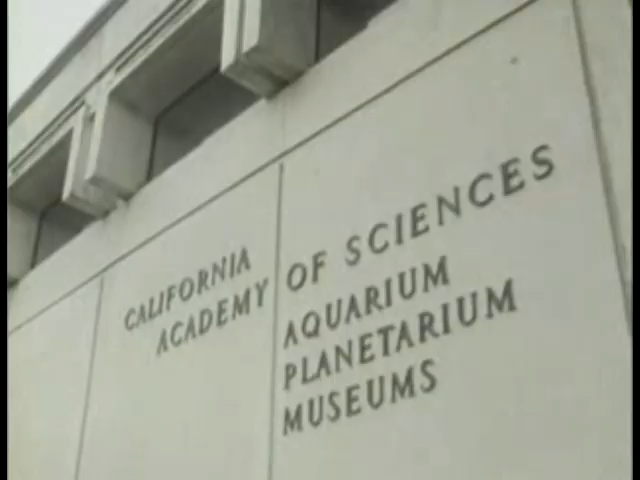 CALIFORNIA
ACADEMY OF SCIENCES
AQUARIUM
PLANETARIUM
MUSEUMS